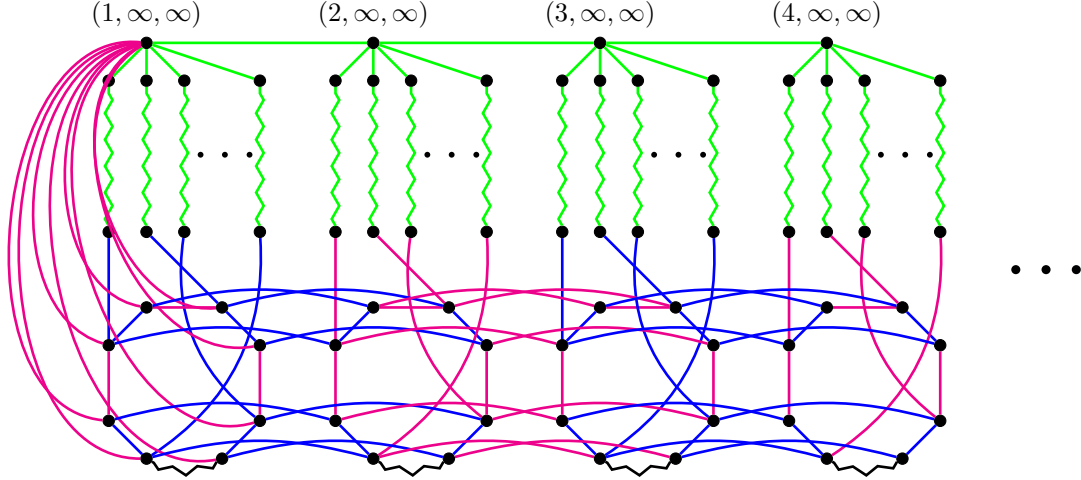 (1, ∞, ∞) (2, ∞, ∞) (3, ∞, ∞) (4, ∞, ∞)